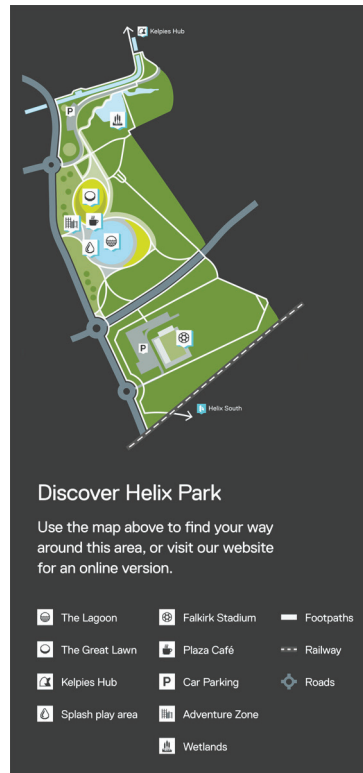 Kelpies Hub
P
P
Helix South
Discover Helix Park
Use the map above to find your way
around this area, or visit our website
for an online version.
The Lagoon
The Great Lawn
Kelpies Hub
Splash play area
Falkirk Stadium
Plaza Café
P Car Parking
Adventure Zone
Wetlands
Footpaths
Railway
Roads